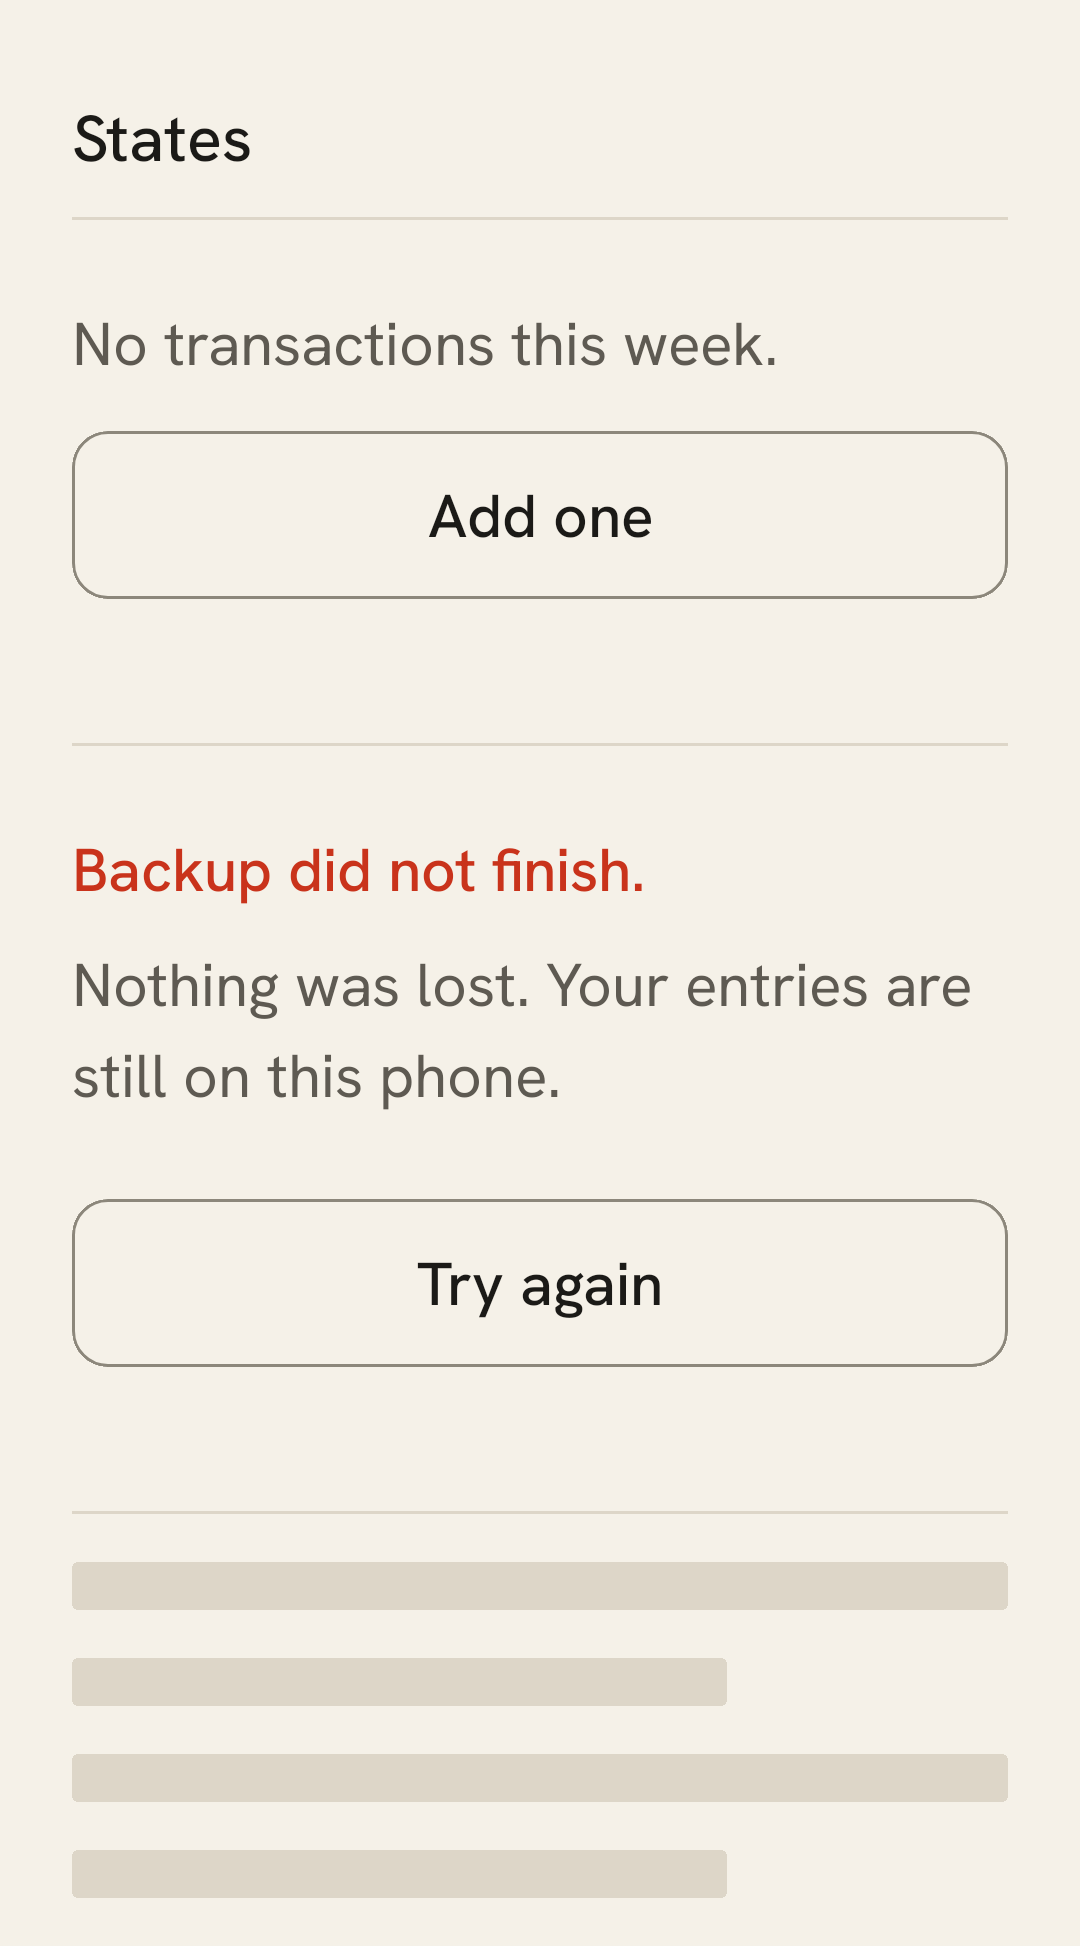 States
No transactions this week.
Add one
Backup did not finish.
Nothing was lost. Your entries are
still on this phone.
Try again